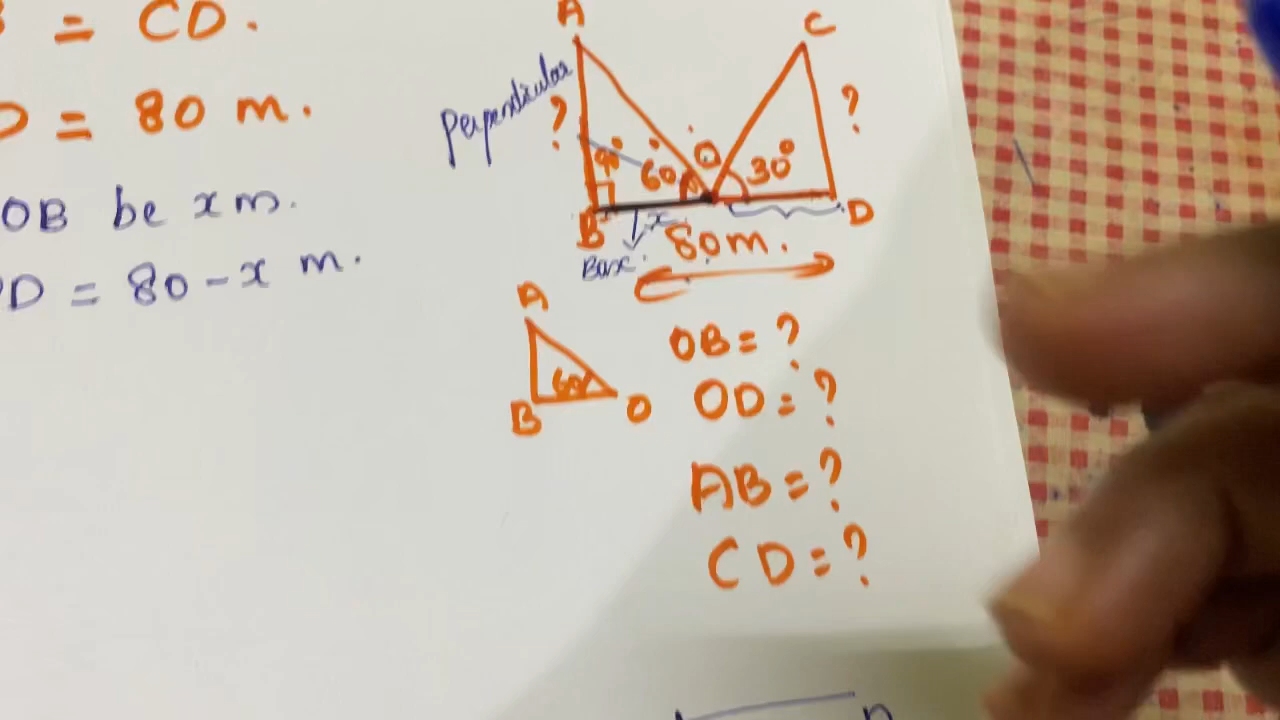 = CD.
= 80 m.
OB be x m.
D = 80 - x m.
A
C
Perpendicular
?
?
90°
60°
O
30°
B
x
D
80m.
Base
A
60
B
O
OB = ?
OD = ?
AB = ?
CD = ?